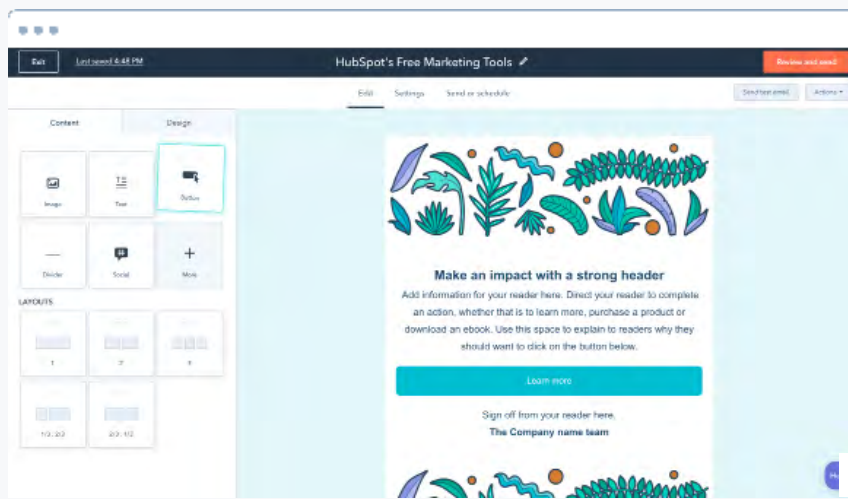 Exit
Last saved 4:48 PM
HubSpot's Free Marketing Tools
Review and send
Edit
Settings
Send or schedule
Send test email
Actions
Content
Design
Image
Text
Button
Divider
Social
More
LAYOUTS
1
2
3
1/3 : 2/3
2/3 : 1/3
Make an impact with a strong header
Add information for your reader here. Direct your reader to complete
an action, whether that is to learn more, purchase a product or
download an ebook. Use this space to explain to readers why they
should want to click on the button below.
Learn more
Sign off from your reader here.
The Company name team